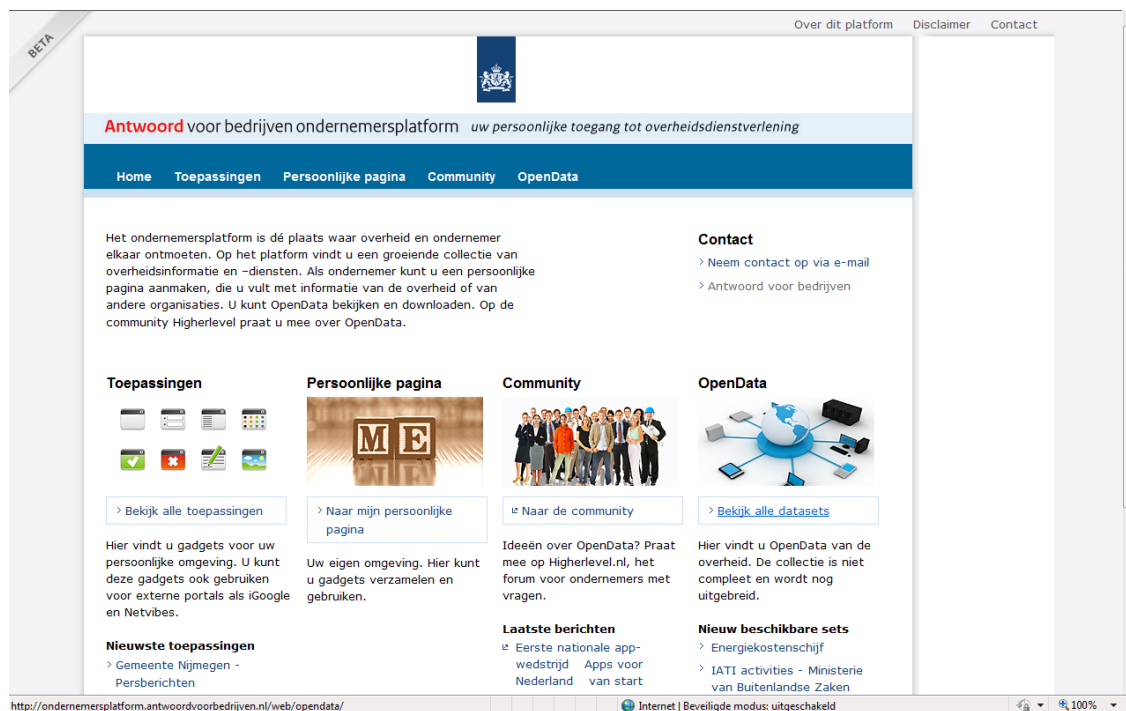 BETA
Over dit platform Disclaimer Contact
Antwoord voor bedrijven ondernemersplatform uw persoonlijke toegang tot overheidsdienstverlening
Home Toepassingen Persoonlijke pagina Community OpenData
Het ondernemersplatform is dé plaats waar overheid en ondernemer
elkaar ontmoeten. Op het platform vindt u een groeiende collectie van
overheidsinformatie en –diensten. Als ondernemer kunt u een persoonlijke
pagina aanmaken, die u vult met informatie van de overheid of van
andere organisaties. U kunt OpenData bekijken en downloaden. Op de
community Higherlevel praat u mee over OpenData.
Contact
Neem contact op via e-mail
Antwoord voor bedrijven
Toepassingen
Bekijk alle toepassingen
Hier vindt u gadgets voor uw
persoonlijke omgeving. U kunt
deze gadgets ook gebruiken
voor externe portals als iGoogle
en Netvibes.
Nieuwste toepassingen
Gemeente Nijmegen -
Persberichten
Persoonlijke pagina
ME
Naar mijn persoonlijke
pagina
Uw eigen omgeving. Hier kunt
u gadgets verzamelen en
gebruiken.
Community
Naar de community
Ideeën over OpenData? Praat
mee op Higherlevel.nl, het
forum voor ondernemers met
vragen.
Laatste berichten
Eerste nationale app-
wedstrijd Apps voor
Nederland van start
OpenData
Bekijk alle datasets
Hier vindt u OpenData van de
overheid. De collectie is niet
compleet en wordt nog
uitgebreid.
Nieuw beschikbare sets
Energiekostenschijf
IATI activities - Ministerie
van Buitenlandse Zaken
http://ondernemersplatform.antwoordvoorbedrijven.nl/web/opendata/ Internet | Beveiligde modus: uitgeschakeld 100%